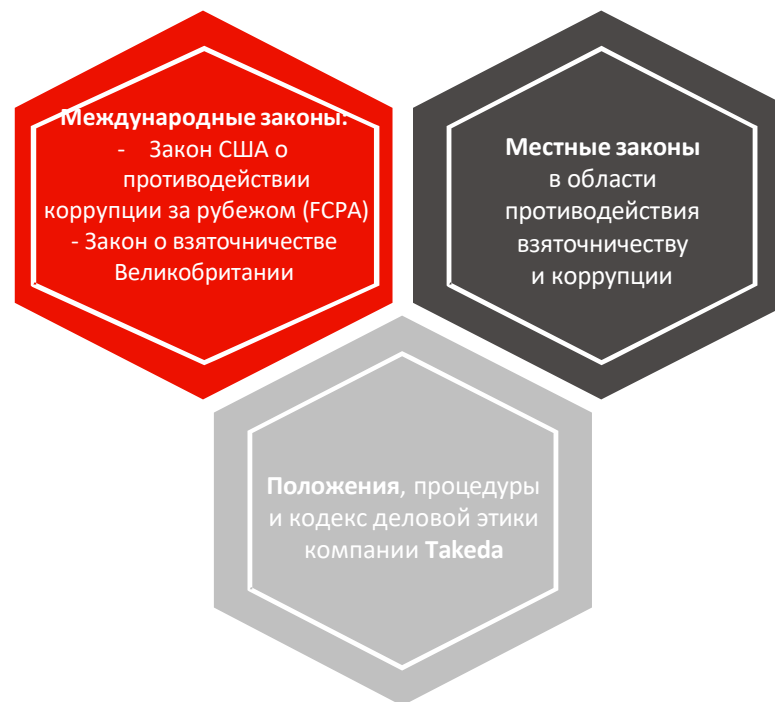 Международные законы:
- Закон США о
противодействии
коррупции за рубежом (FCPA)
- Закон о взяточничестве
Великобритании
Местные законы
в области
противодействия
взяточничеству
и коррупции
Положения, процедуры
и кодекс деловой этики
компании Takeda